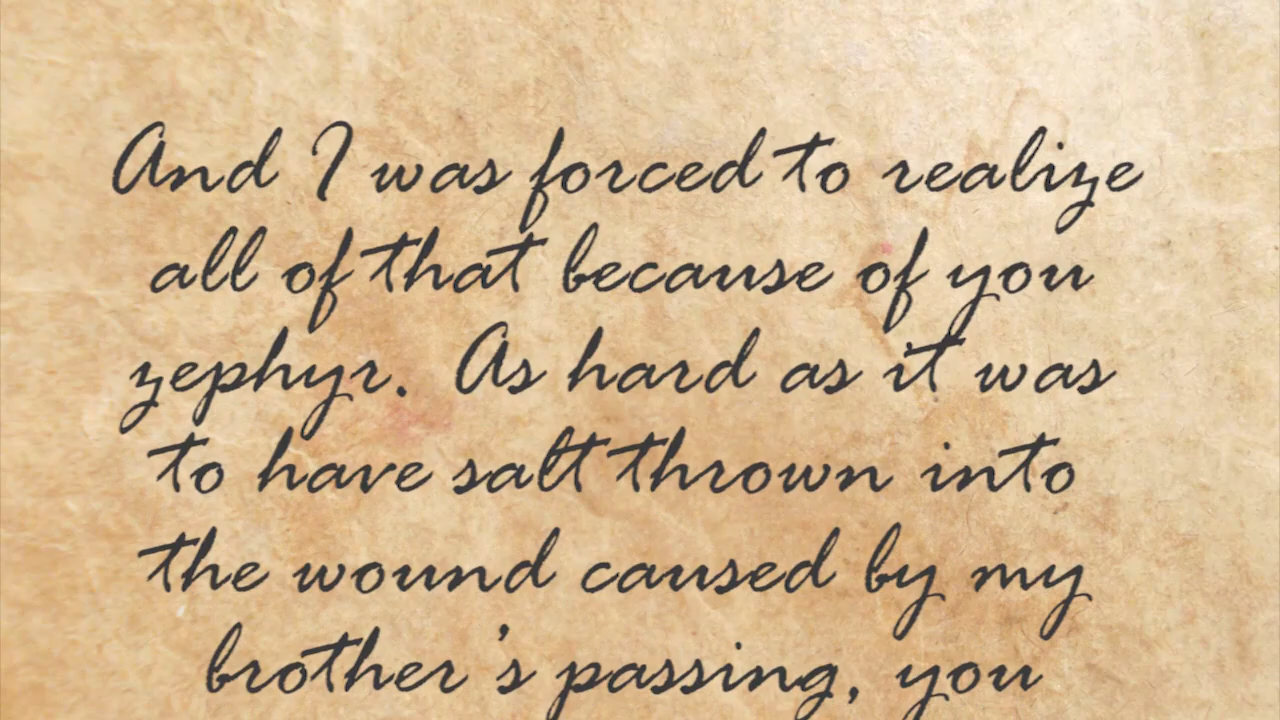 And I was forced to realize
all of that because of you
zephyr. As hard as it was
to have salt thrown into
the wound caused by my
brother's passing, you